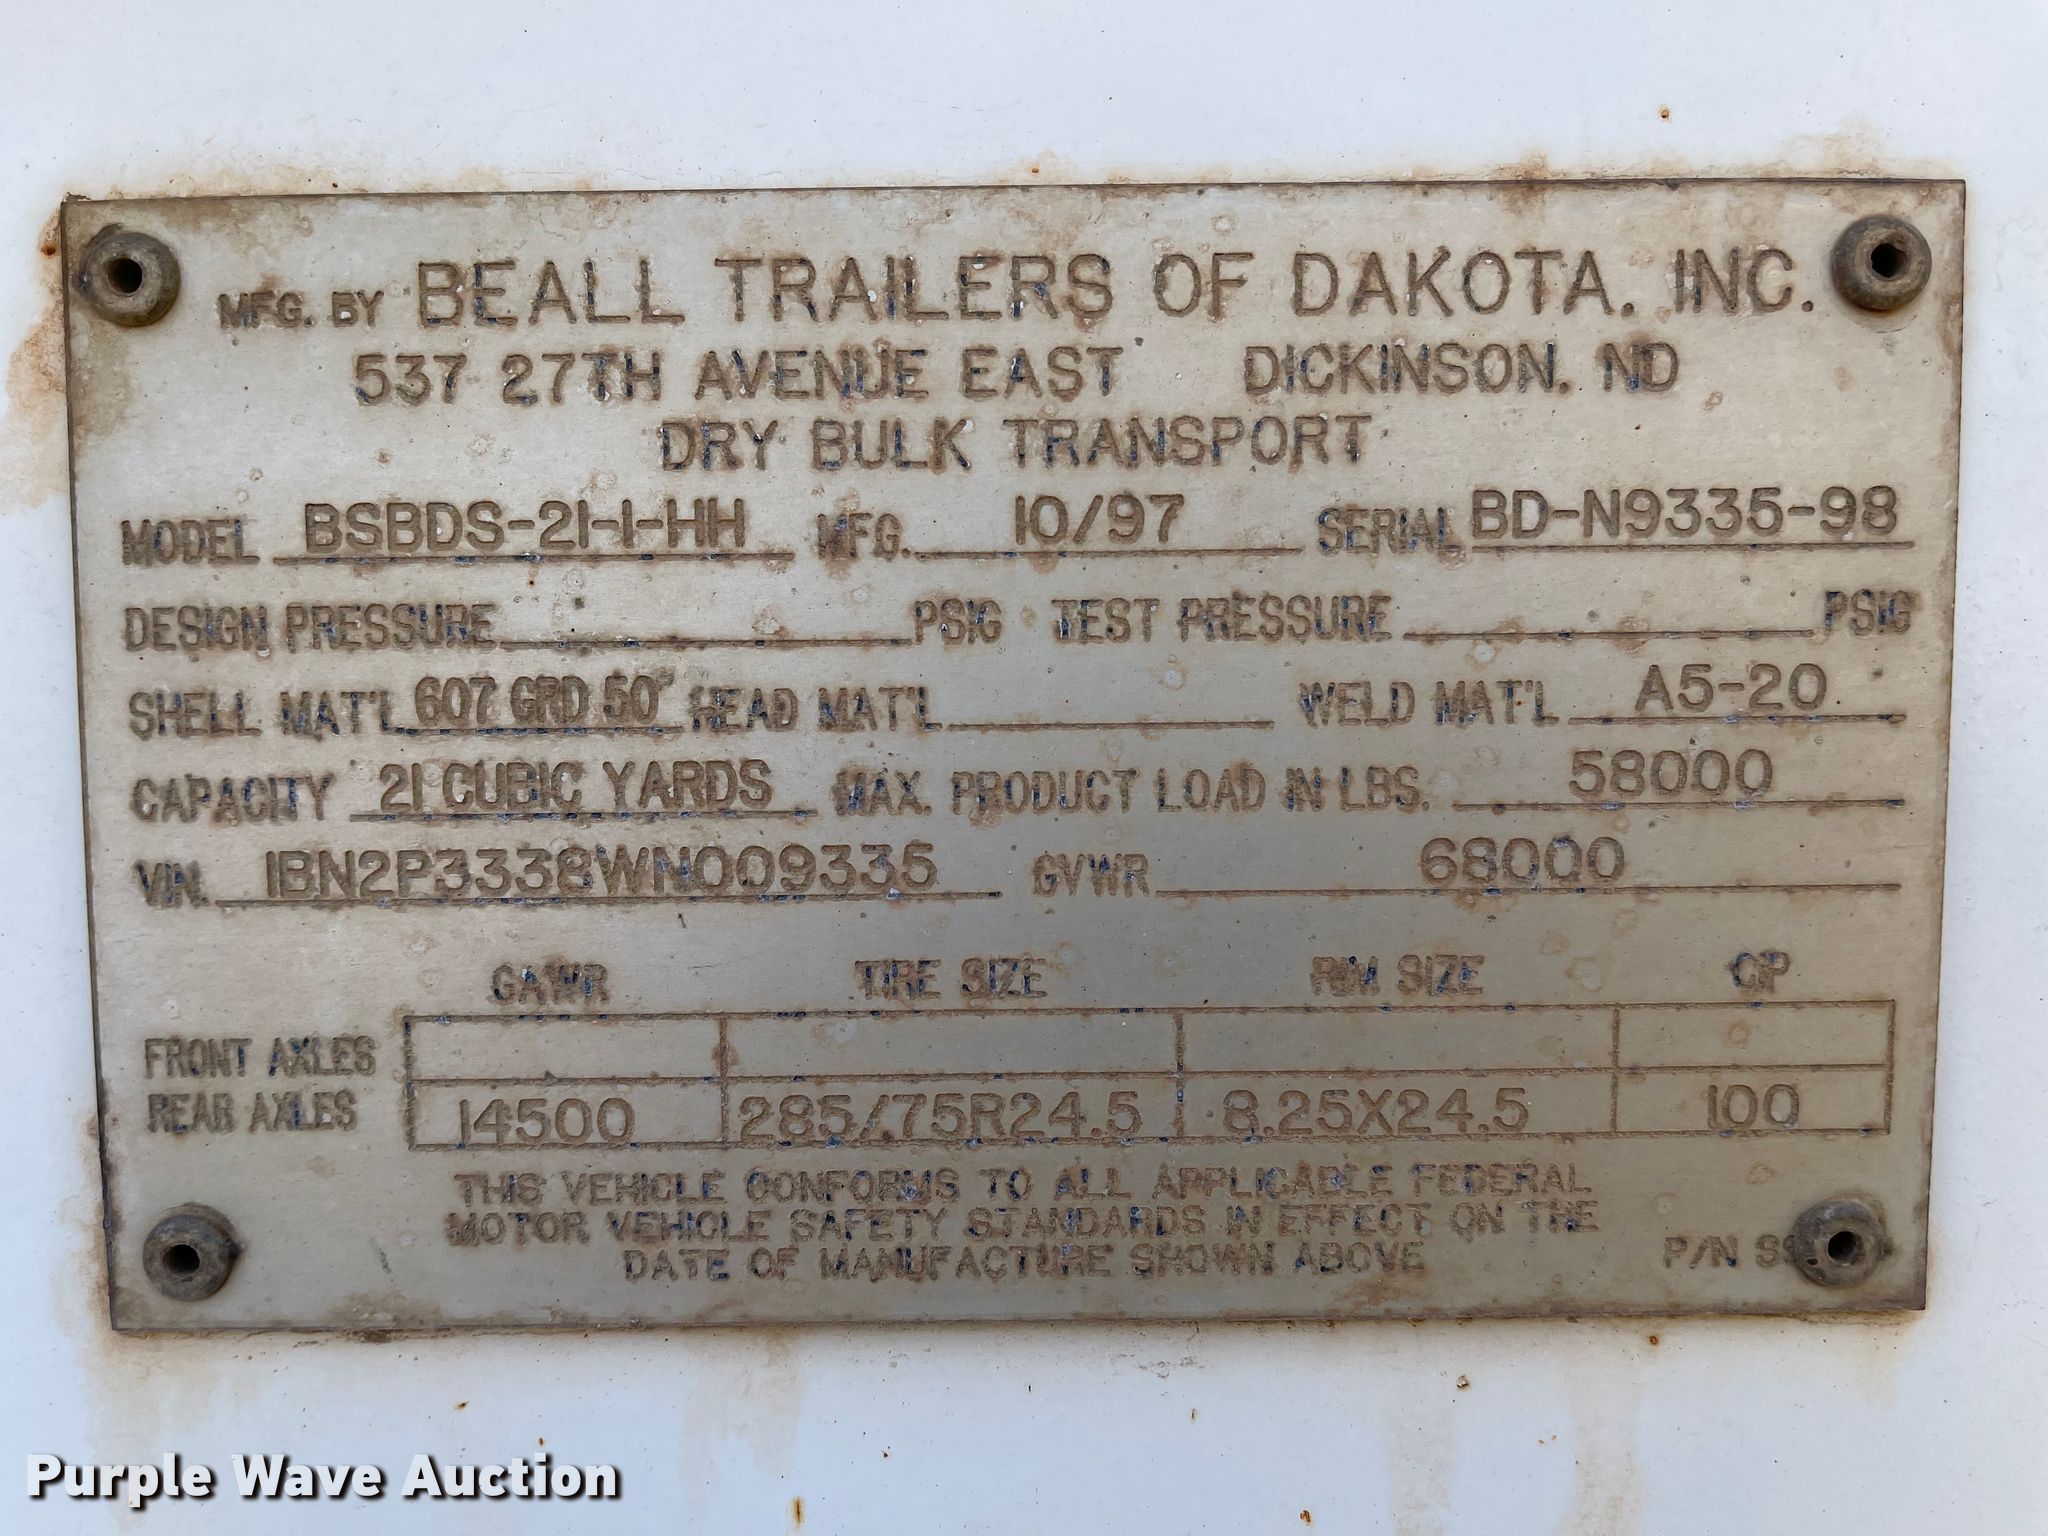 MFG. BY BEALL TRAILERS OF DAKOTA, INC.
537 27TH AVENUE EAST DICKINSON, ND
DRY BULK TRANSPORT
MODEL BSBDS-21-1-HH MFG. 10/97 SERIAL BD-N9335-98
DESIGN PRESSURE PSIG TEST PRESSURE PSIG
SHELL MAT'L 607 GRD 50 HEAD MAT'L WELD MAT'L A5-20
CAPACITY 21 CUBIC YARDS MAX. PRODUCT LOAD IN LBS. 58000
VIN. 1BN2P3338WN009335 GVWR 68000
GAWR TIRE SIZE RIM SIZE CIP
FRONT AXLES
REAR AXLES 14500 285/75R24.5 8.25X24.5 100
THIS VEHICLE CONFORMS TO ALL APPLICABLE FEDERAL
MOTOR VEHICLE SAFETY STANDARDS IN EFFECT ON THE
DATE OF MANUFACTURE SHOWN ABOVE P/N
Purple Wave Auction